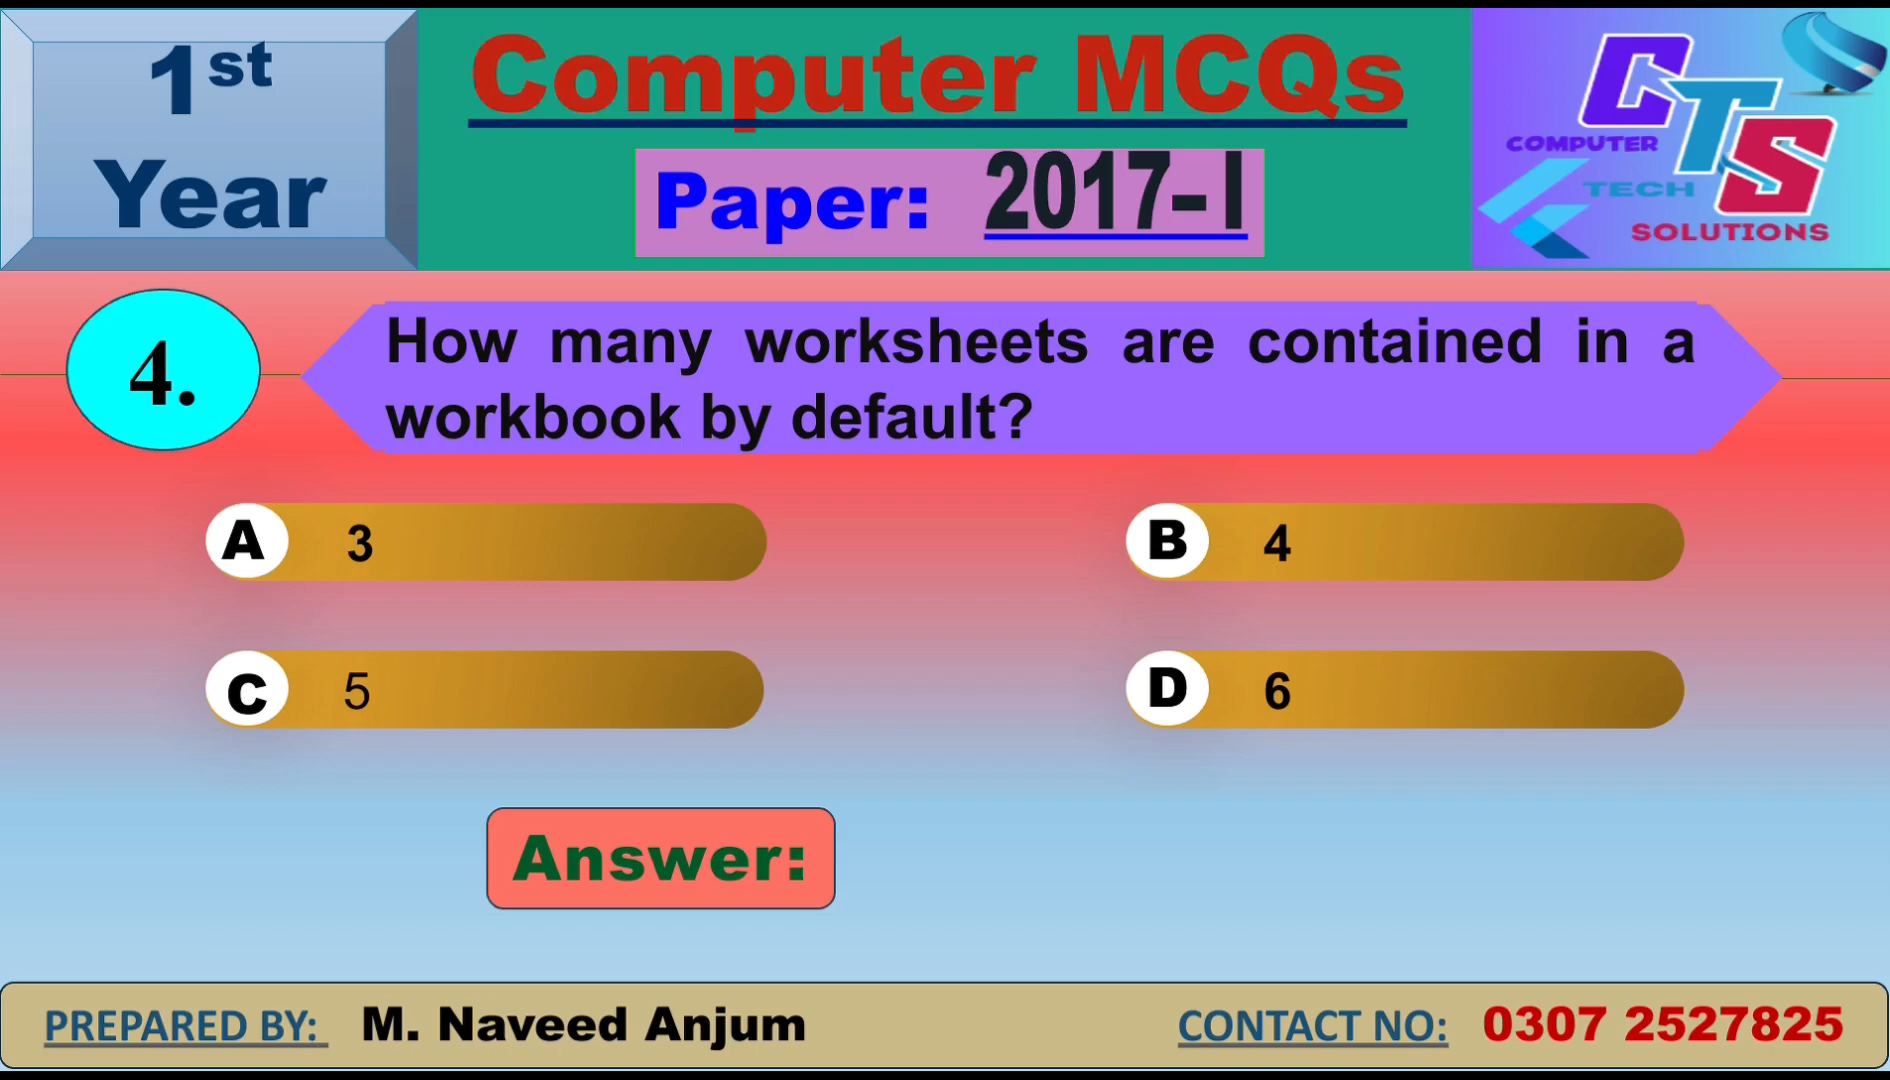 1st
Year
Computer MCQs
Paper: 2017-I
CTS
COMPUTER
TECH
SOLUTIONS
4.
How many worksheets are contained in a
workbook by default?
A 3
B 4
C 5
D 6
Answer:
PREPARED BY: M. Naveed Anjum
CONTACT NO: 0307 2527825